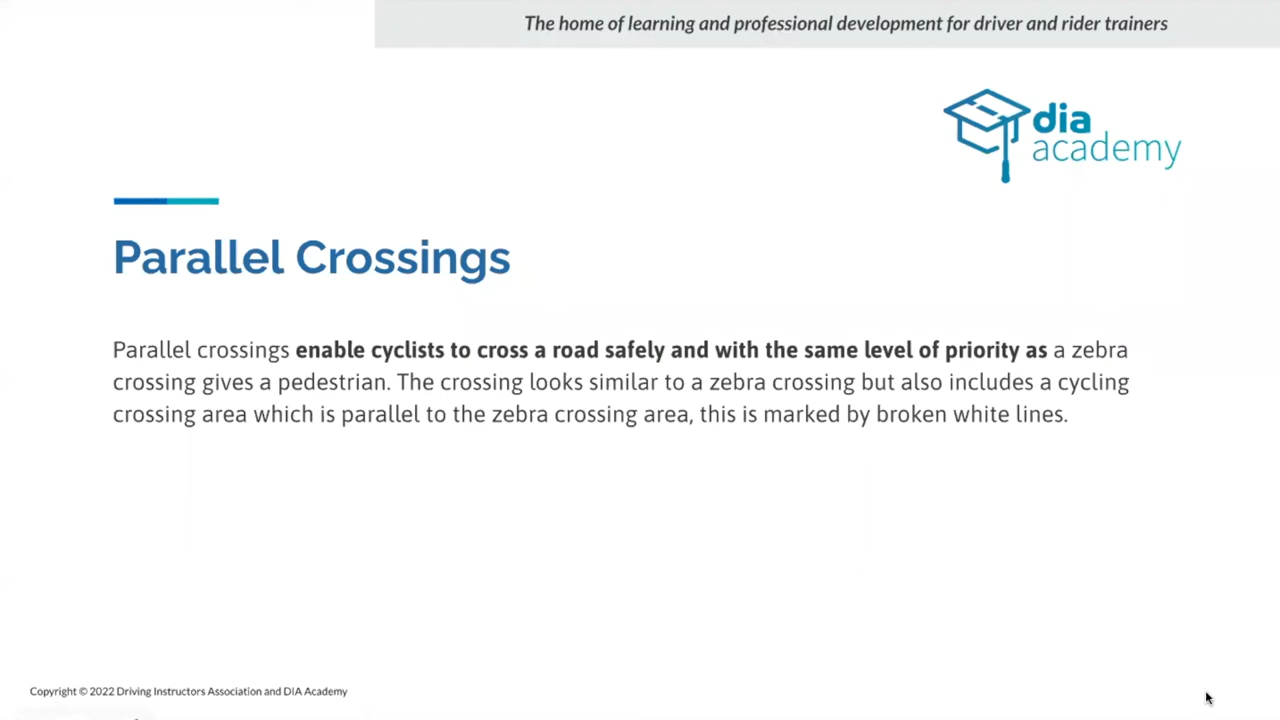 The home of learning and professional development for driver and rider trainers
dia
academy
Parallel Crossings
Parallel crossings enable cyclists to cross a road safely and with the same level of priority as a zebra
crossing gives a pedestrian. The crossing looks similar to a zebra crossing but also includes a cycling
crossing area which is parallel to the zebra crossing area, this is marked by broken white lines.
Copyright © 2022 Driving Instructors Association and DIA Academy